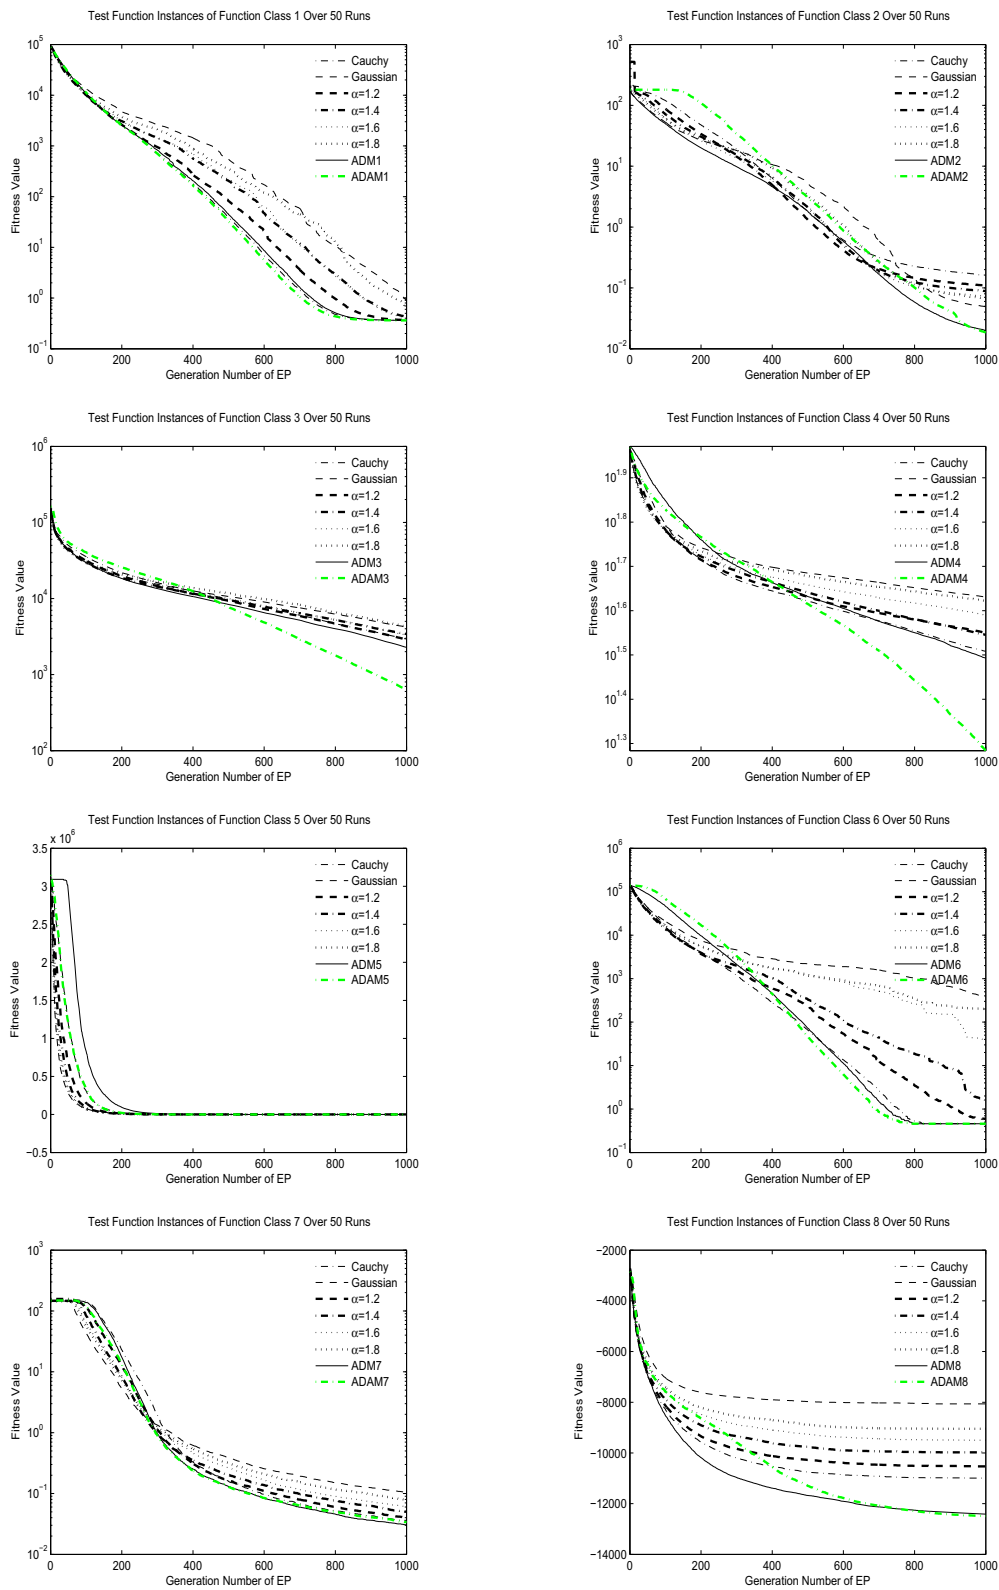 Test Function Instances of Function Class 1 Over 50 Runs
10^5
10^4
10^3
10^2
10^1
10^0
10^-1
Fitness Value
0 200 400 600 800 1000
Generation Number of EP
Cauchy
Gaussian
α=1.2
α=1.4
α=1.6
α=1.8
ADM1
ADAM1
Test Function Instances of Function Class 2 Over 50 Runs
10^3
10^2
10^1
10^0
10^-1
10^-2
Fitness Value
0 200 400 600 800 1000
Generation Number of EP
Cauchy
Gaussian
α=1.2
α=1.4
α=1.6
α=1.8
ADM2
ADAM2
Test Function Instances of Function Class 3 Over 50 Runs
10^6
10^5
10^4
10^3
10^2
Fitness Value
0 200 400 600 800 1000
Generation Number of EP
Cauchy
Gaussian
α=1.2
α=1.4
α=1.6
α=1.8
ADM3
ADAM3
Test Function Instances of Function Class 4 Over 50 Runs
10^1.9
10^1.8
10^1.7
10^1.6
10^1.5
10^1.4
10^1.3
Fitness Value
0 200 400 600 800 1000
Generation Number of EP
Cauchy
Gaussian
α=1.2
α=1.4
α=1.6
α=1.8
ADM4
ADAM4
Test Function Instances of Function Class 5 Over 50 Runs
x 10^6
3.5
3
2.5
2
1.5
1
0.5
0
−0.5
Fitness Value
0 200 400 600 800 1000
Generation Number of EP
Cauchy
Gaussian
α=1.2
α=1.4
α=1.6
α=1.8
ADM5
ADAM5
Test Function Instances of Function Class 6 Over 50 Runs
10^6
10^5
10^4
10^3
10^2
10^1
10^0
10^-1
Fitness Value
0 200 400 600 800 1000
Generation Number of EP
Cauchy
Gaussian
α=1.2
α=1.4
α=1.6
α=1.8
ADM6
ADAM6
Test Function Instances of Function Class 7 Over 50 Runs
10^3
10^2
10^1
10^0
10^-1
10^-2
Fitness Value
0 200 400 600 800 1000
Generation Number of EP
Cauchy
Gaussian
α=1.2
α=1.4
α=1.6
α=1.8
ADM7
ADAM7
Test Function Instances of Function Class 8 Over 50 Runs
−2000
−4000
−6000
−8000
−10000
−12000
−14000
Fitness Value
0 200 400 600 800 1000
Generation Number of EP
Cauchy
Gaussian
α=1.2
α=1.4
α=1.6
α=1.8
ADM8
ADAM8